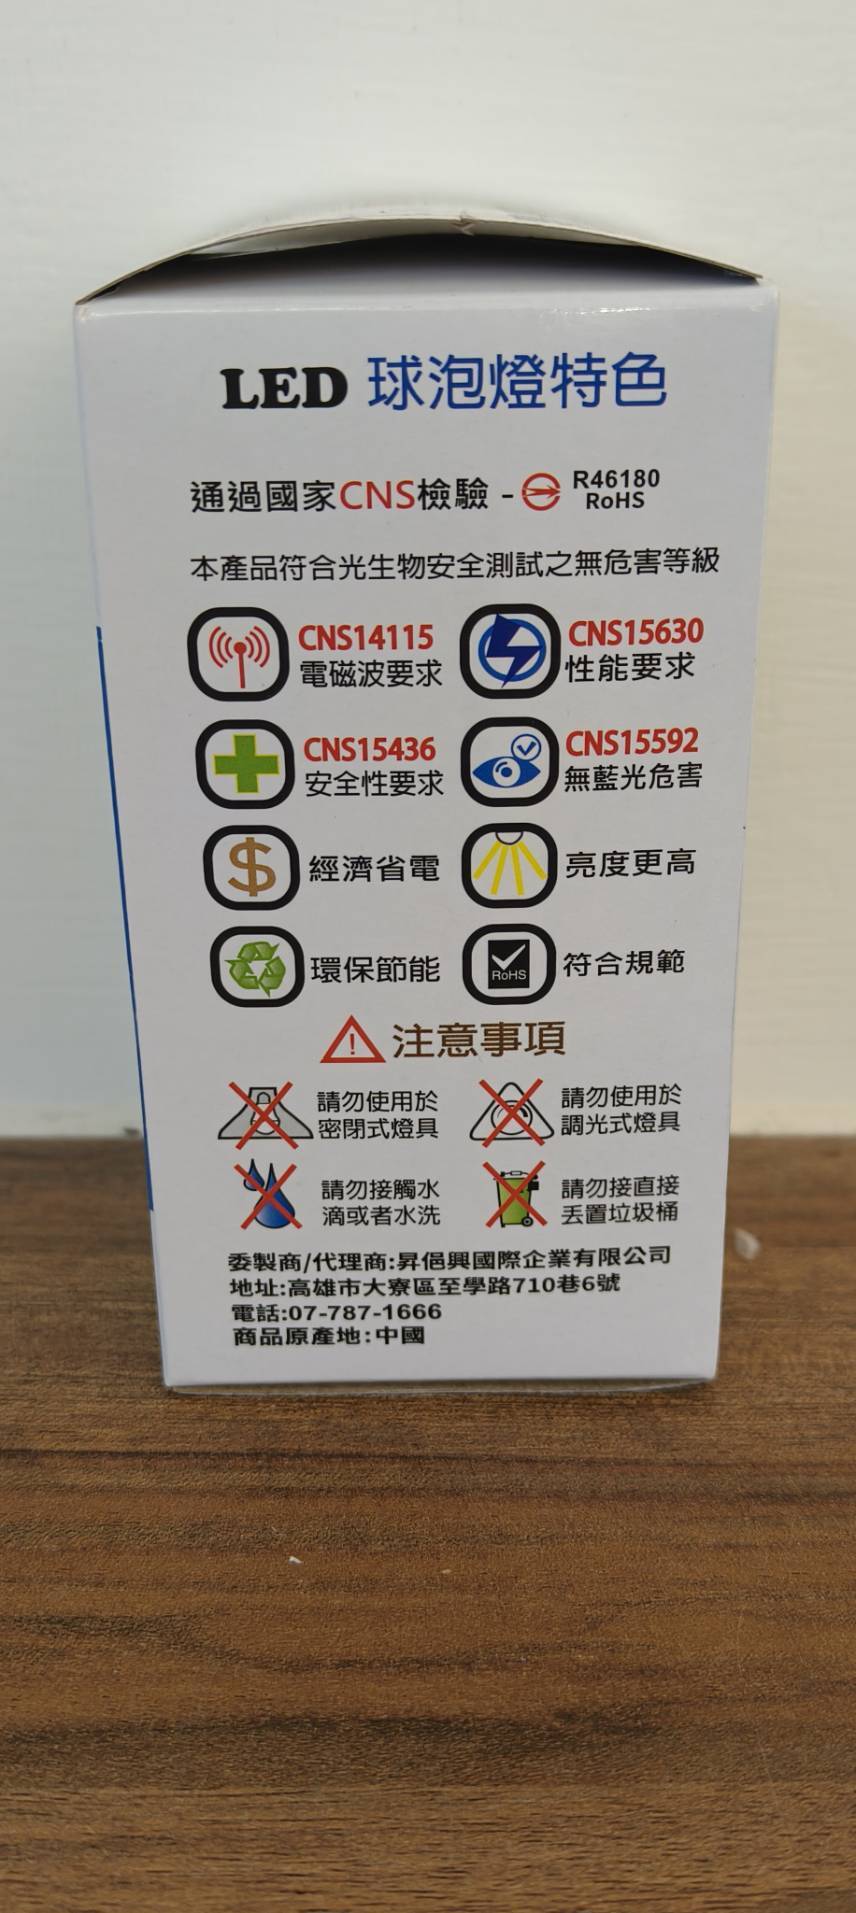 LED 球泡燈特色
通過國家CNS檢驗 - R46180
RoHS
本產品符合光生物安全測試之無危害等級
CNS14115
電磁波要求
CNS15630
性能要求
CNS15436
安全性要求
CNS15592
無藍光危害
經濟省電
亮度更高
環保節能
RoHS
符合規範
注意事項
請勿使用於
密閉式燈具
請勿使用於
調光式燈具
請勿接觸水
滴或者水洗
請勿接直接
丟置垃圾桶
委製商/代理商:昇俋興國際企業有限公司
地址:高雄市大寮區至學路710巷6號
電話:07-787-1666
商品原產地:中國